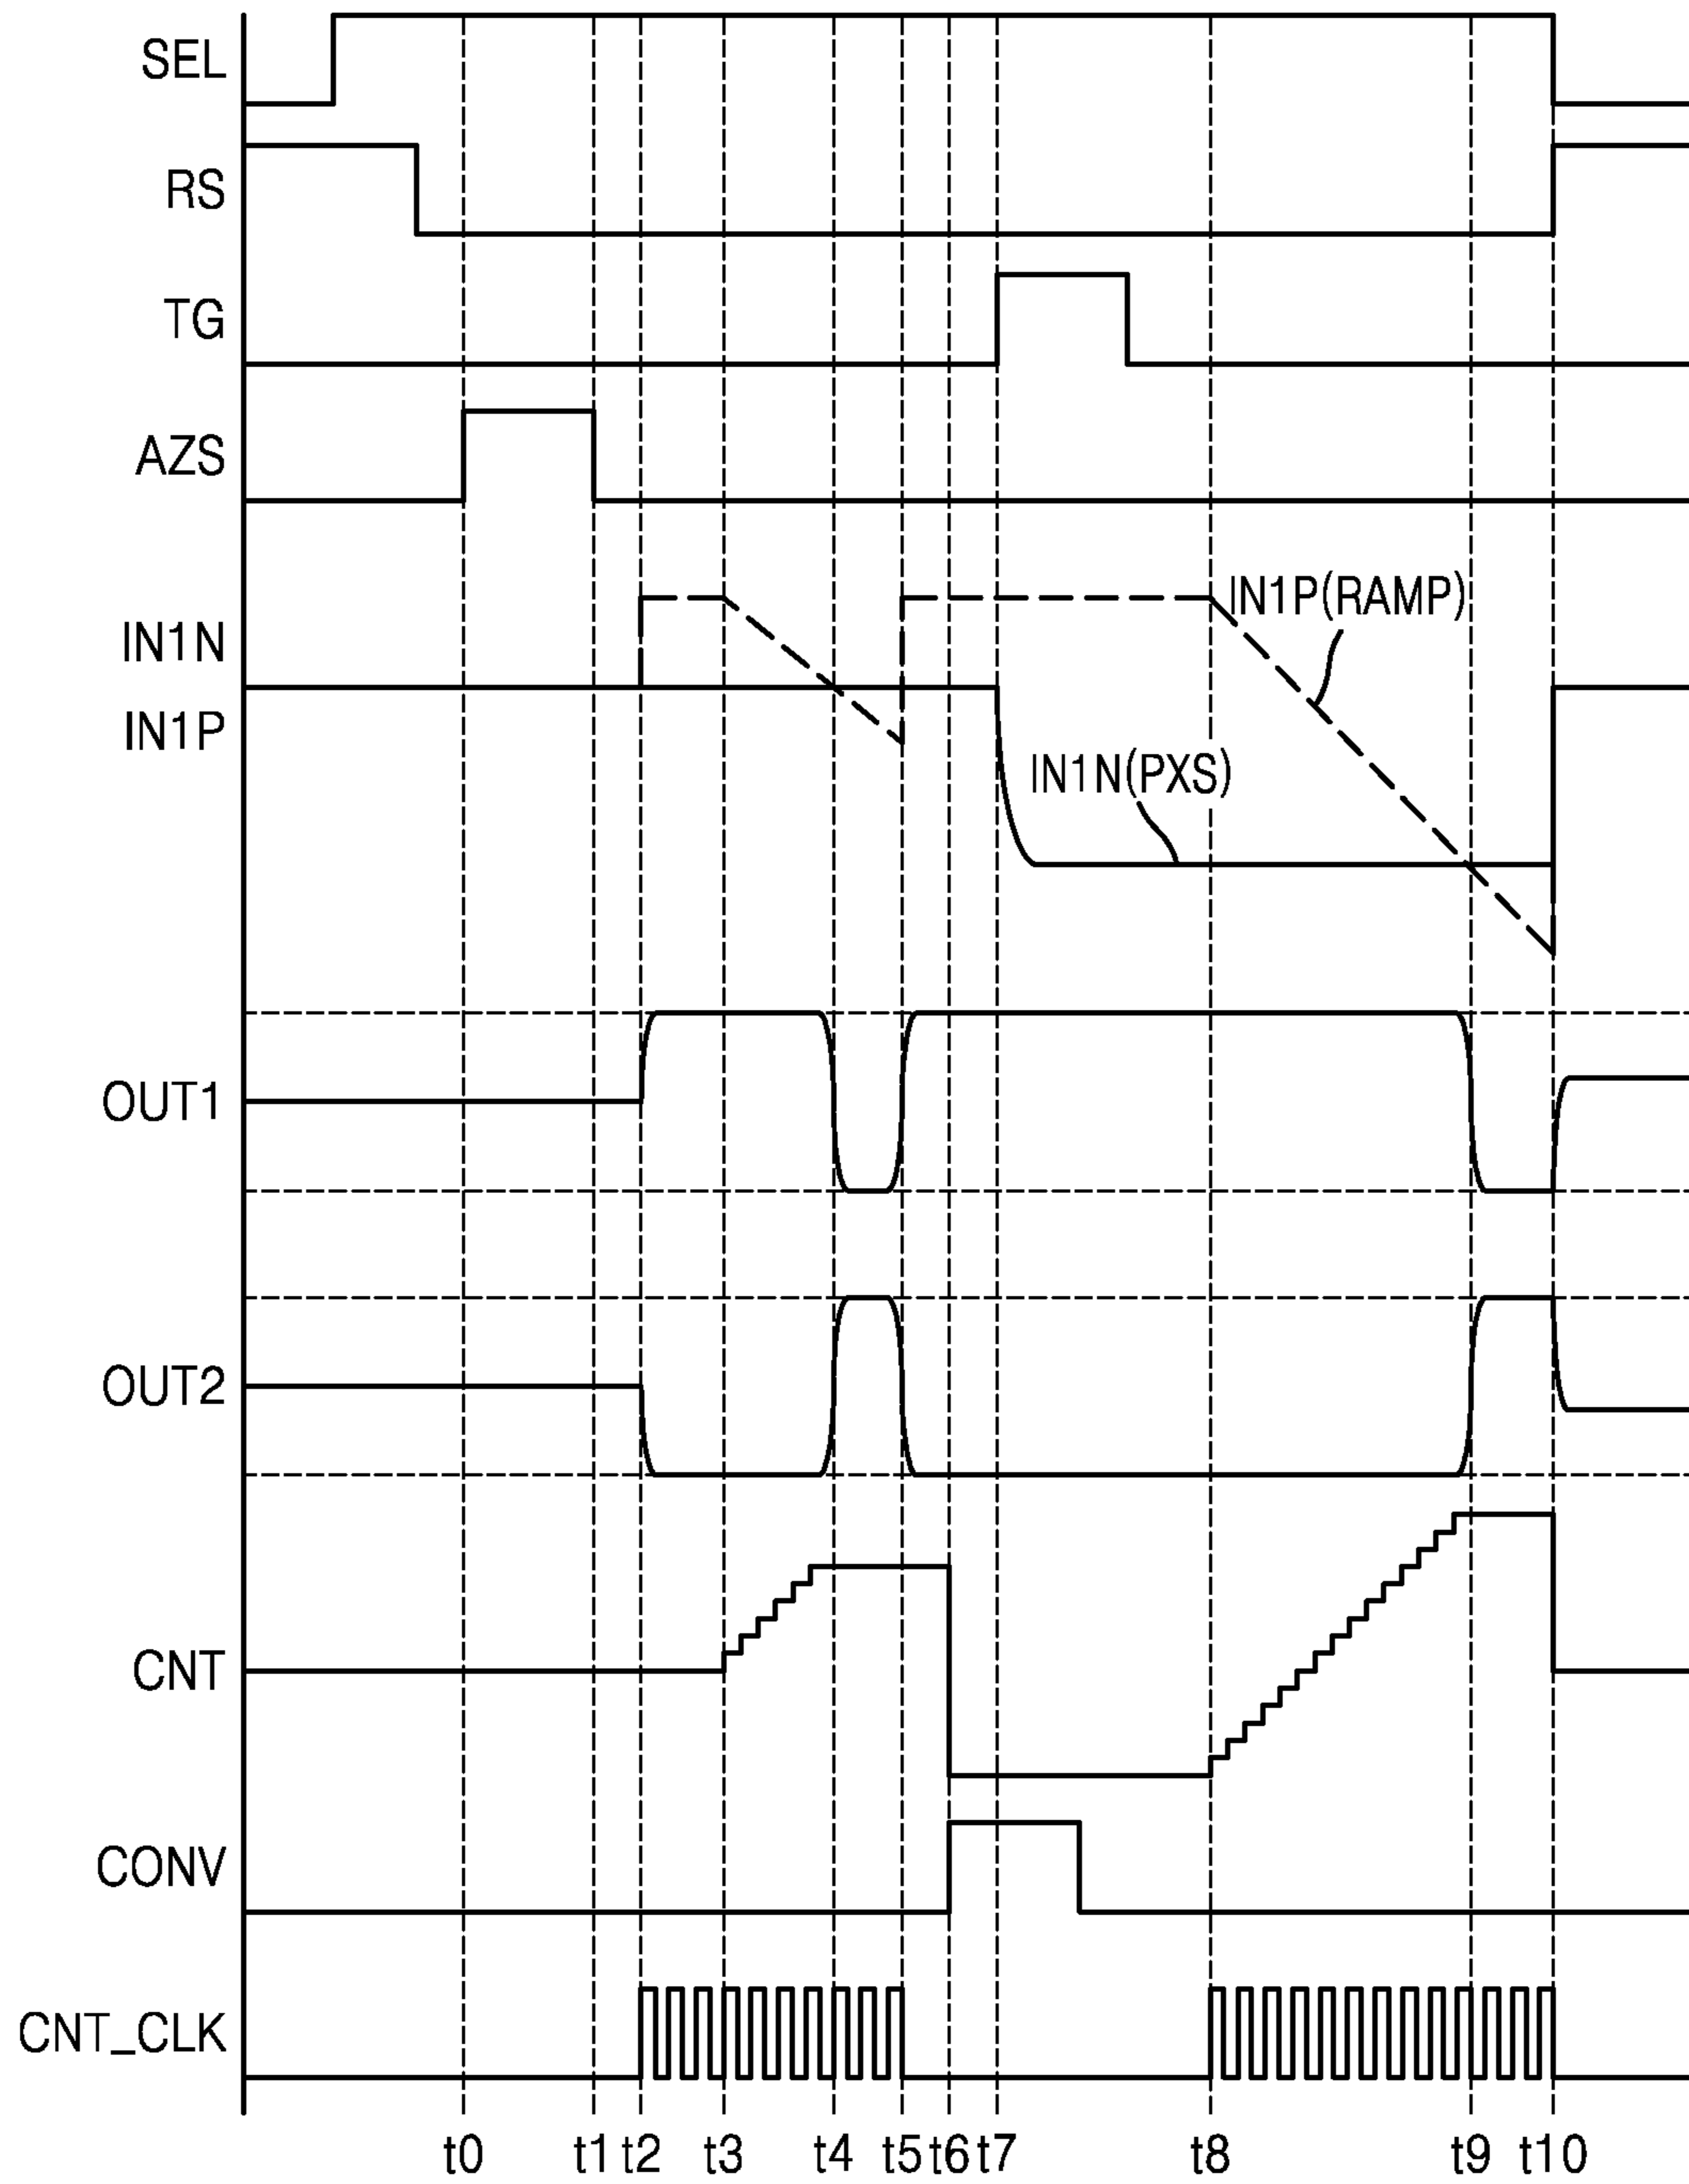 SEL
RS
TG
AZS
IN1P(RAMP)
IN1N
IN1P
IN1N(PXS)
OUT1
OUT2
CNT
CONV
CNT_CLK
t0 t1 t2 t3 t4 t5 t6 t7 t8 t9 t10